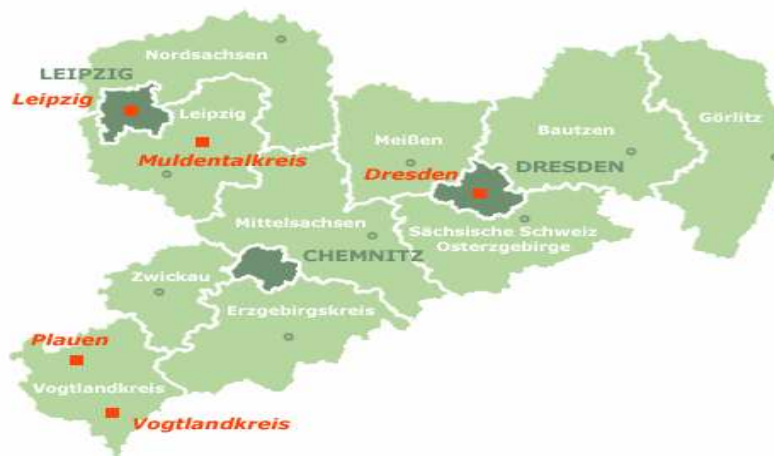 Nordsachsen
LEIPZIG
Leipzig
Leipzig
Muldentalkreis
Meißen
Dresden
DRESDEN
Bautzen
Görlitz
Mittelsachsen
Sächsische Schweiz
Osterzgebirge
CHEMNITZ
Zwickau
Erzgebirgskreis
Plauen
Vogtlandkreis
Vogtlandkreis